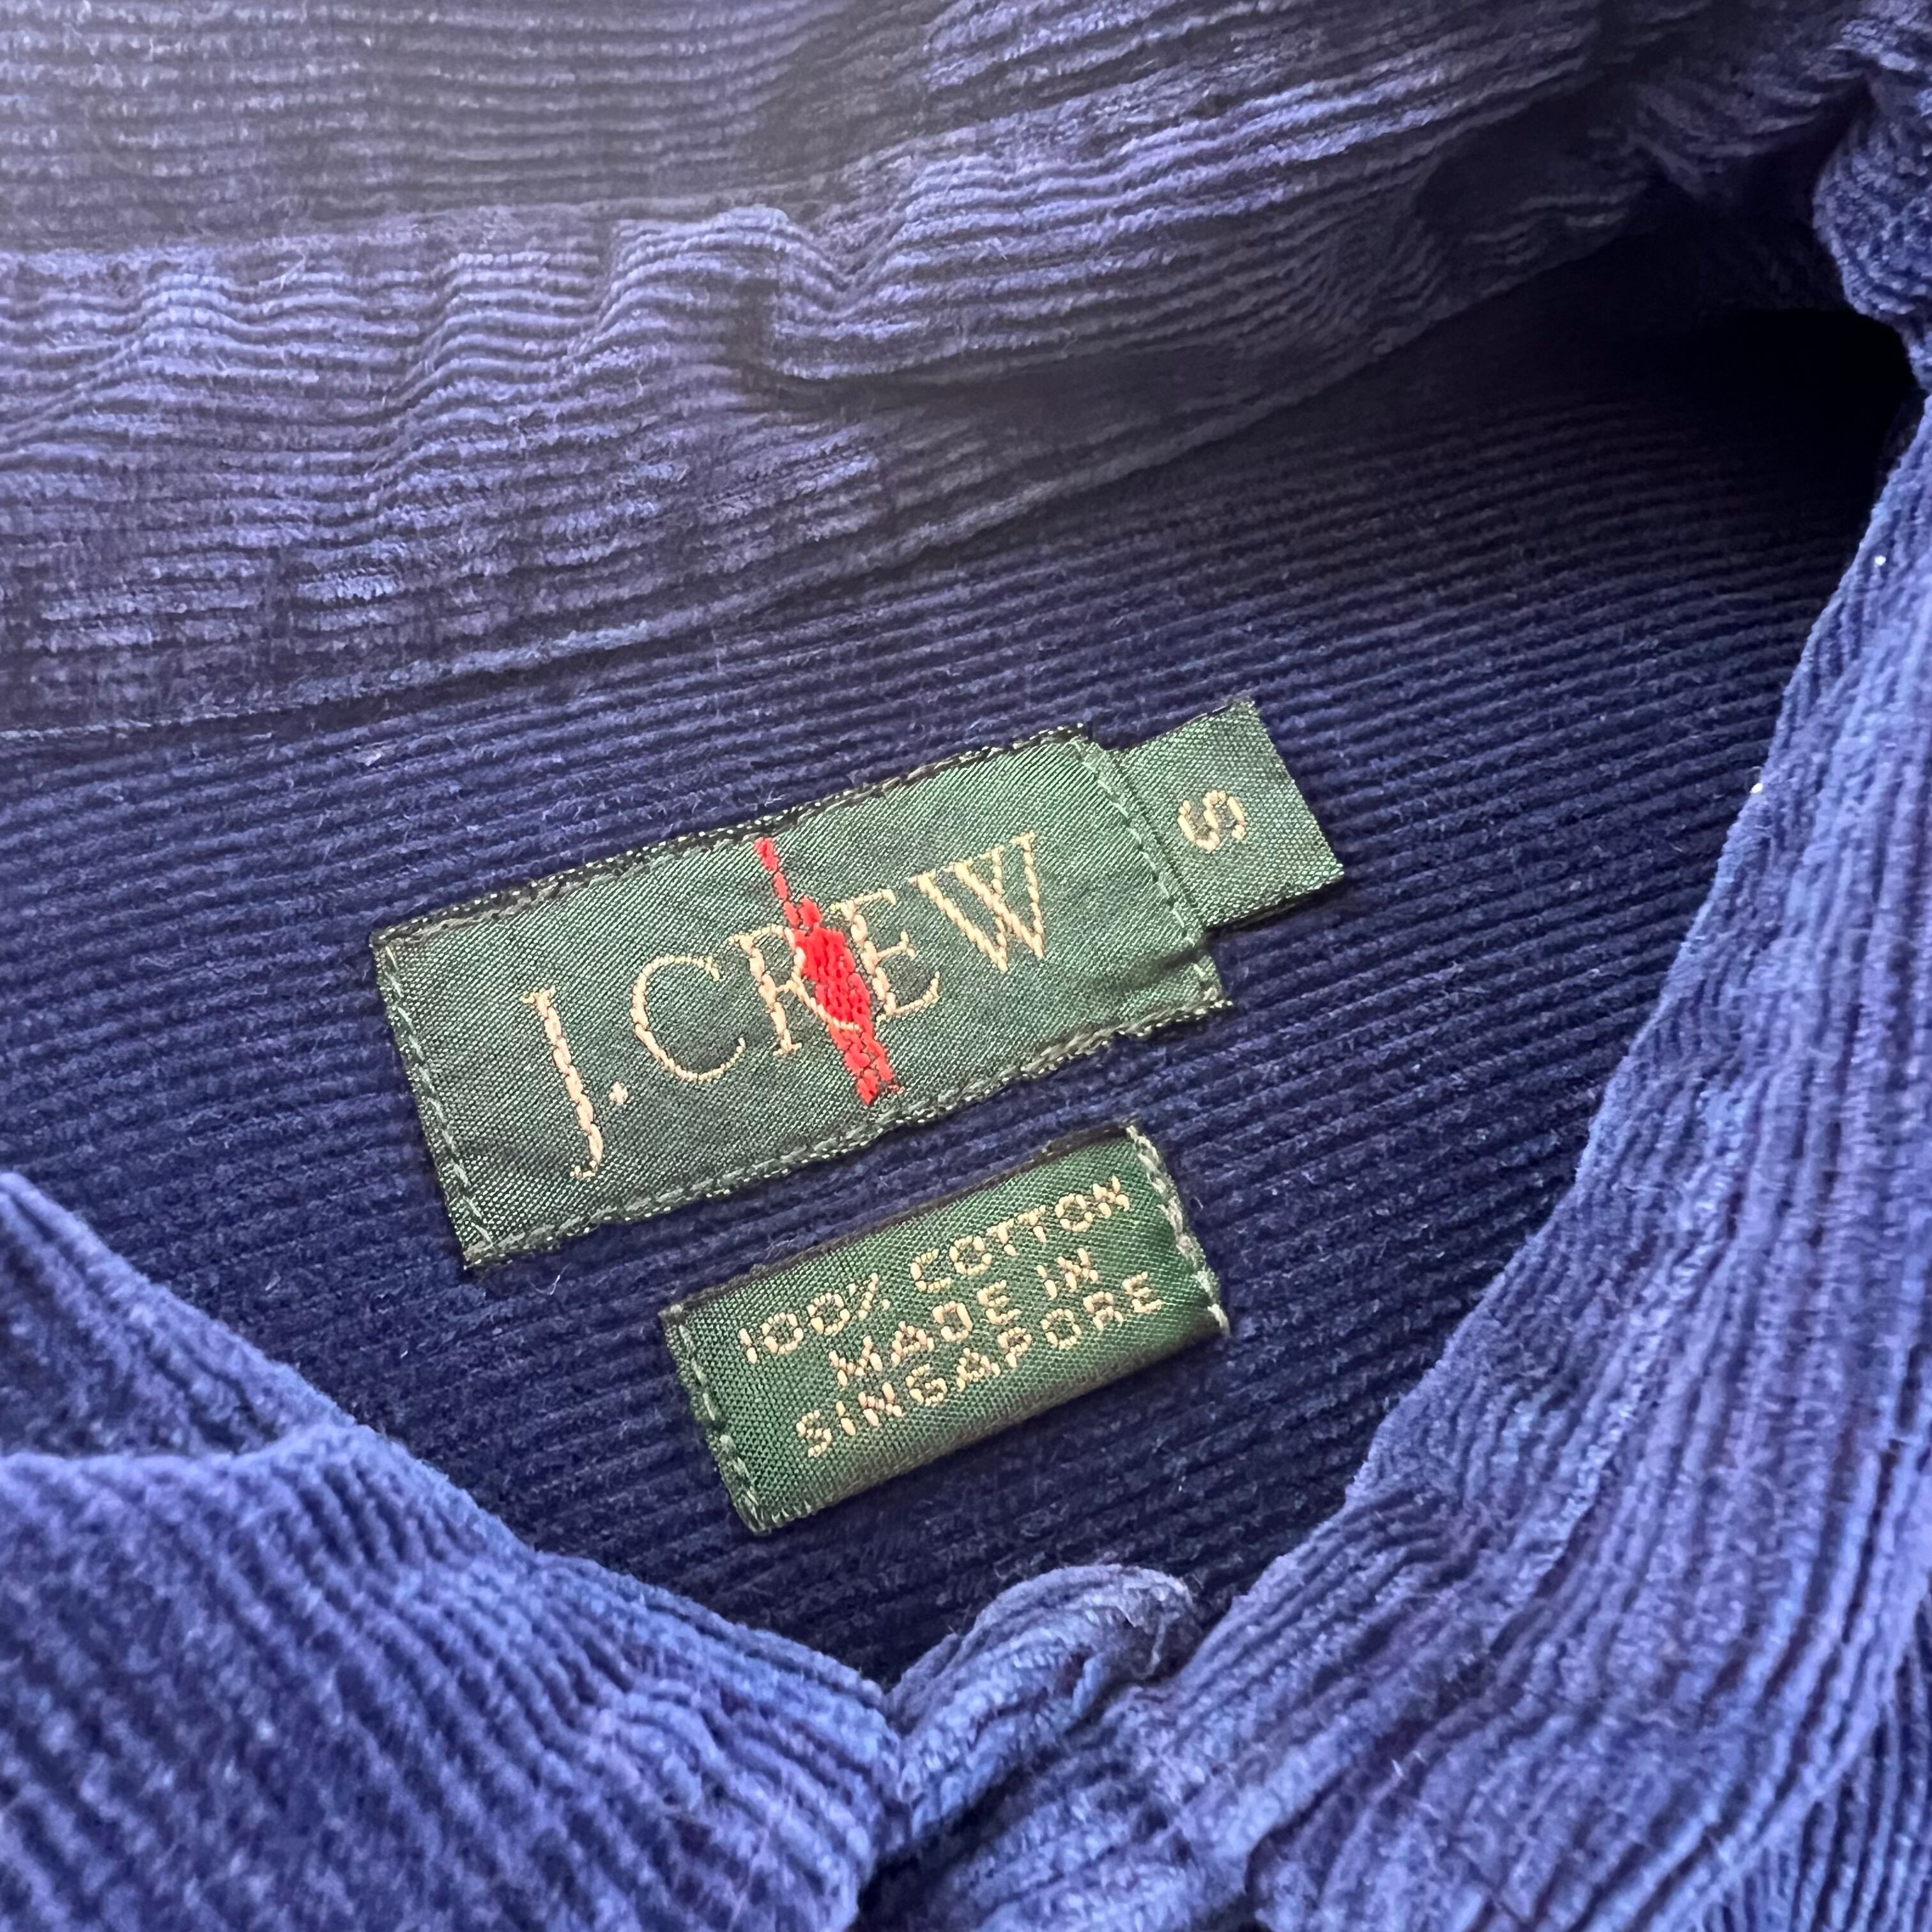 J.CREW
S
100% COTTON
MADE IN
SINGAPORE